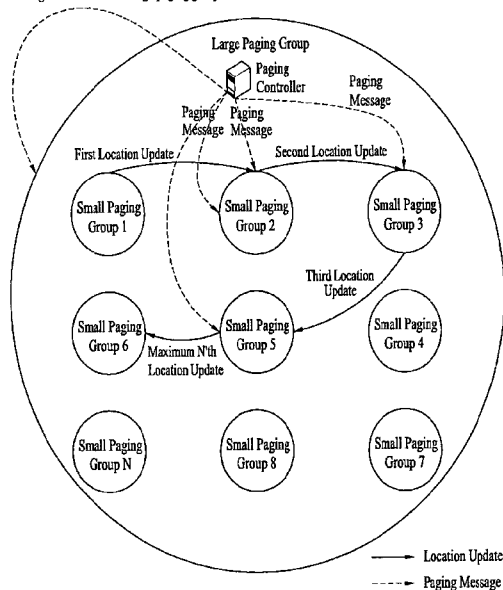 Large Paging Group
Paging
Controller
Paging
Message
Paging
Message
Paging
Message
First Location Update
Second Location Update
Small Paging
Group 1
Small Paging
Group 2
Small Paging
Group 3
Third Location
Update
Small Paging
Group 6
Small Paging
Group 5
Small Paging
Group 4
Maximum N'th
Location Update
Small Paging
Group N
Small Paging
Group 8
Small Paging
Group 7
Location Update
Paging Message